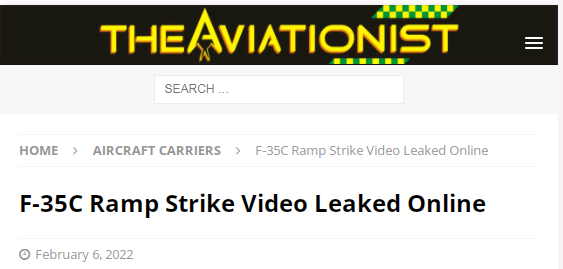 THEAVIATIONIST
SEARCH …
HOME > AIRCRAFT CARRIERS > F-35C Ramp Strike Video Leaked Online
F-35C Ramp Strike Video Leaked Online
February 6, 2022